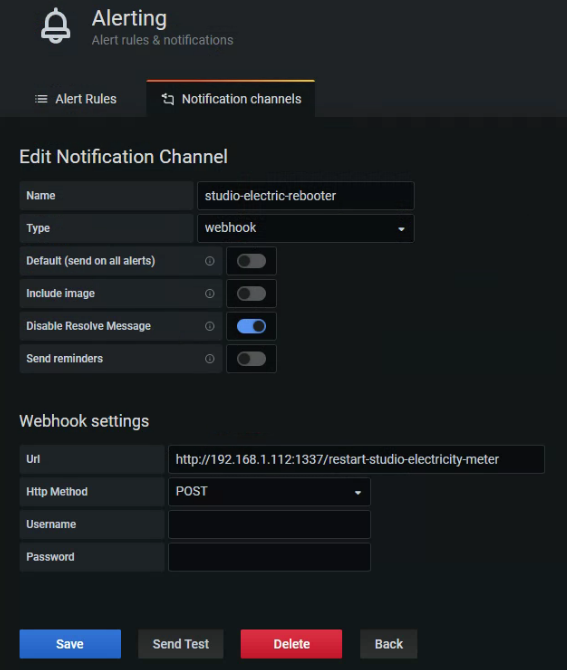 Alerting
Alert rules & notifications
Alert Rules
Notification channels
Edit Notification Channel
Name
studio-electric-rebooter
Type
webhook
Default (send on all alerts)
Include image
Disable Resolve Message
Send reminders
Webhook settings
Url
http://192.168.1.112:1337/restart-studio-electricity-meter
Http Method
POST
Username
Password
Save
Send Test
Delete
Back